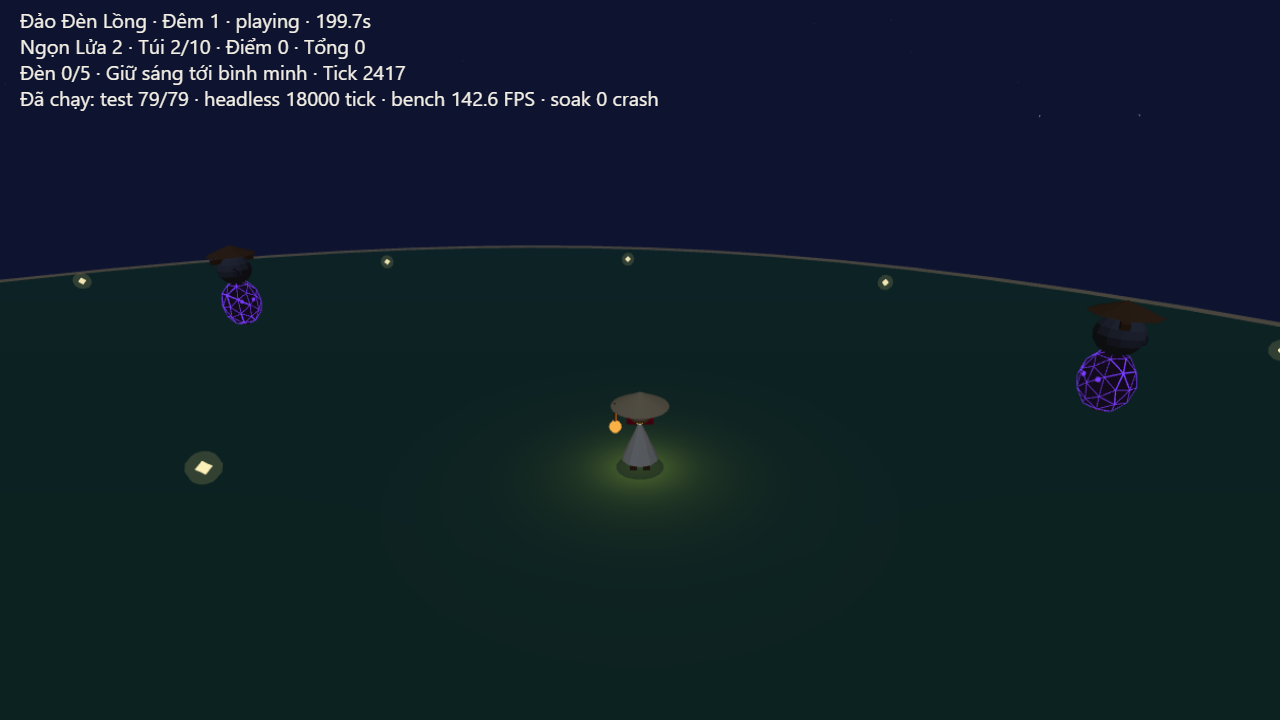 Đảo Đèn Lồng · Đêm 1 · playing · 199.7s
Ngọn Lửa 2 · Túi 2/10 · Điểm 0 · Tổng 0
Đèn 0/5 · Giữ sáng tới bình minh · Tick 2417
Đã chạy: test 79/79 · headless 18000 tick · bench 142.6 FPS · soak 0 crash